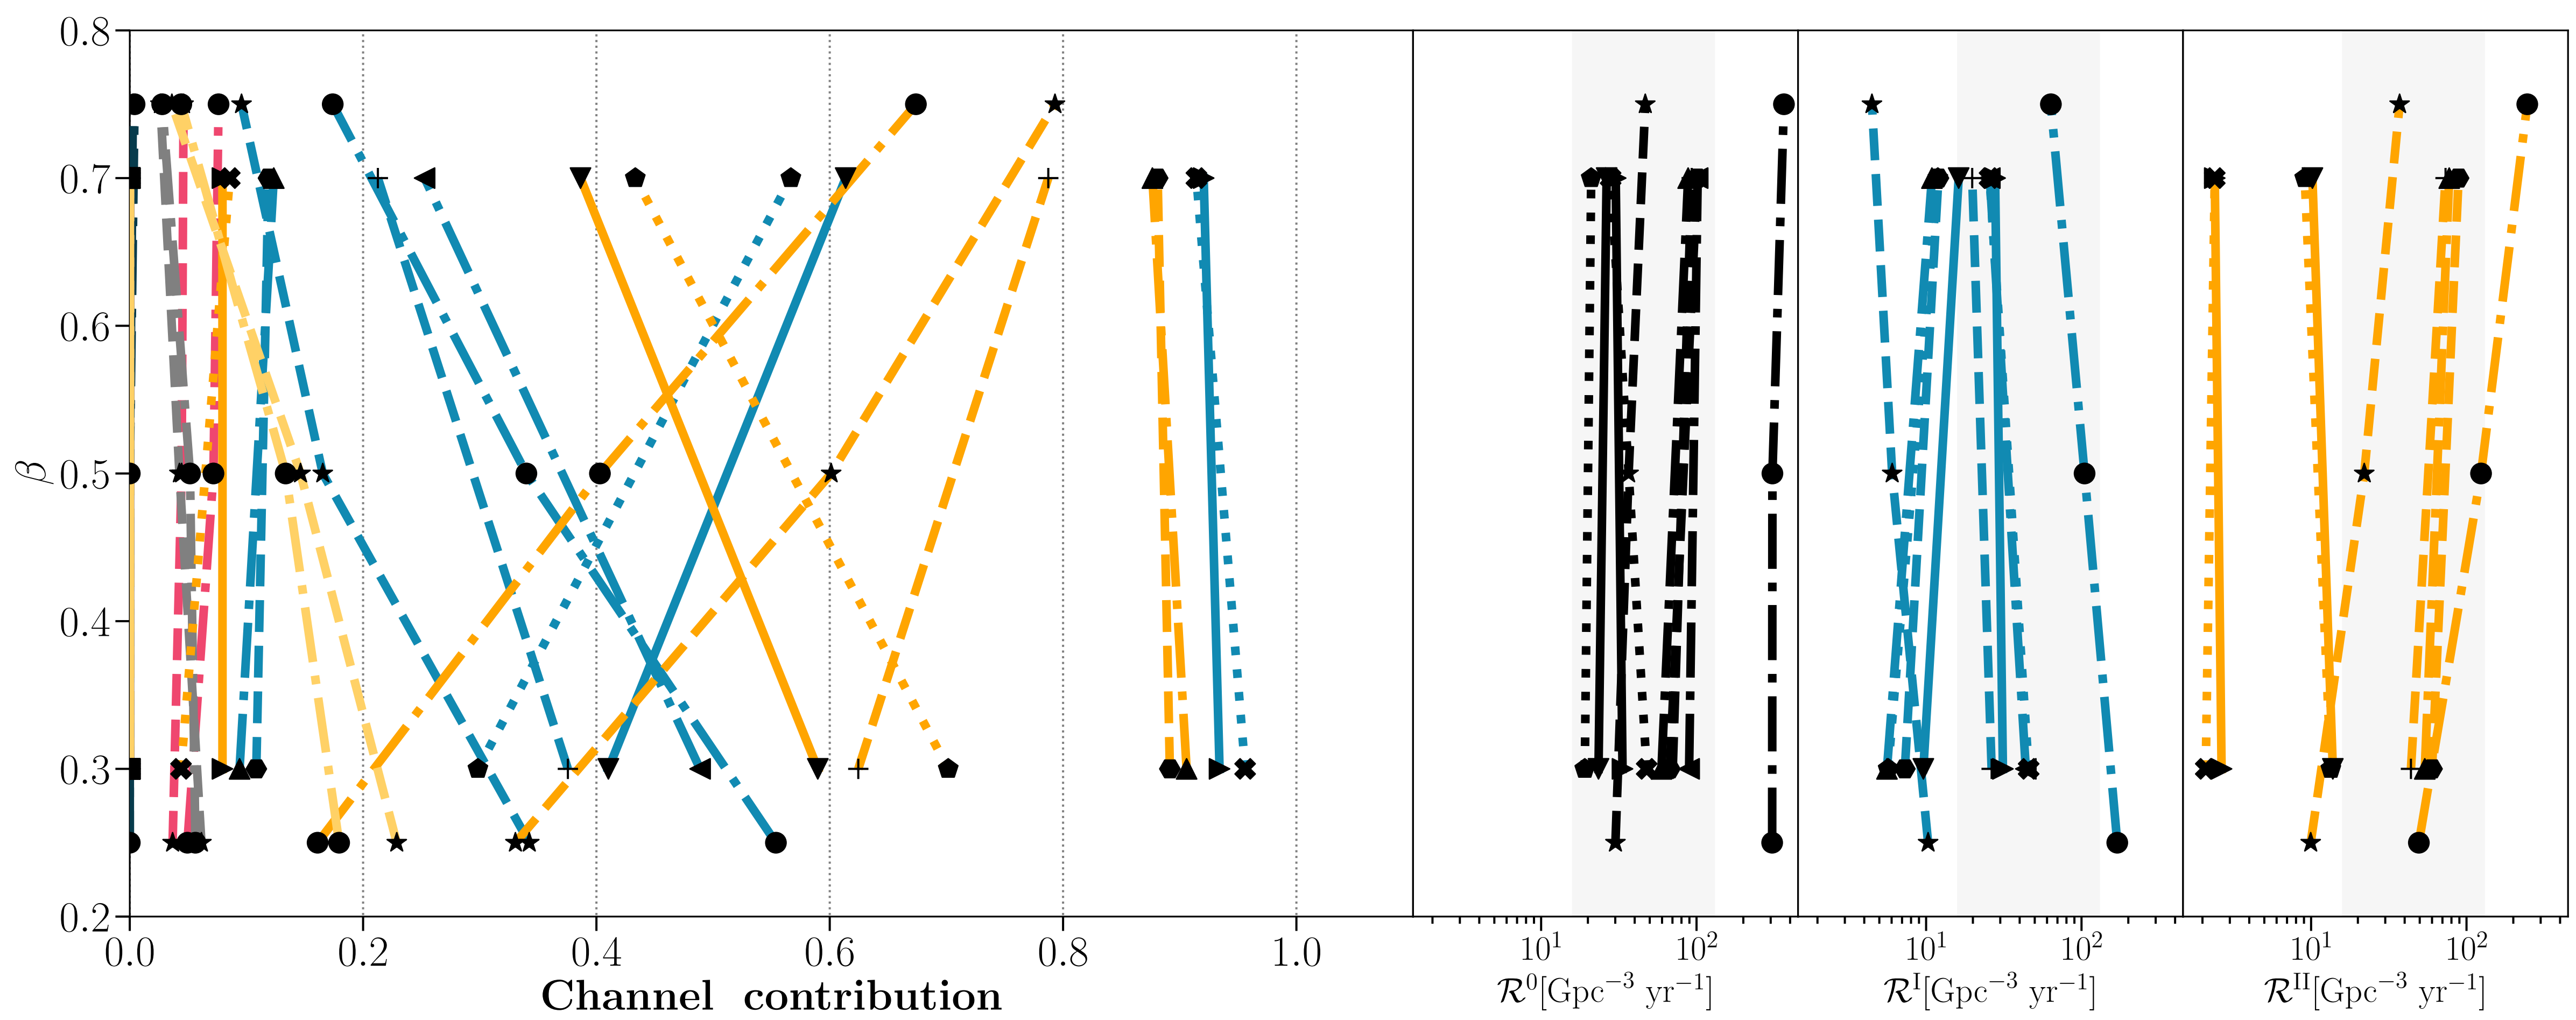 0.8
0.7
0.6
0.5
0.4
0.3
0.2
β
0.0 0.2 0.4 0.6 0.8 1.0
Channel contribution
10¹ 10²
ℛ⁰[Gpc⁻³ yr⁻¹]
10¹ 10²
ℛᴵ[Gpc⁻³ yr⁻¹]
10¹ 10²
ℛᴵᴵ[Gpc⁻³ yr⁻¹]